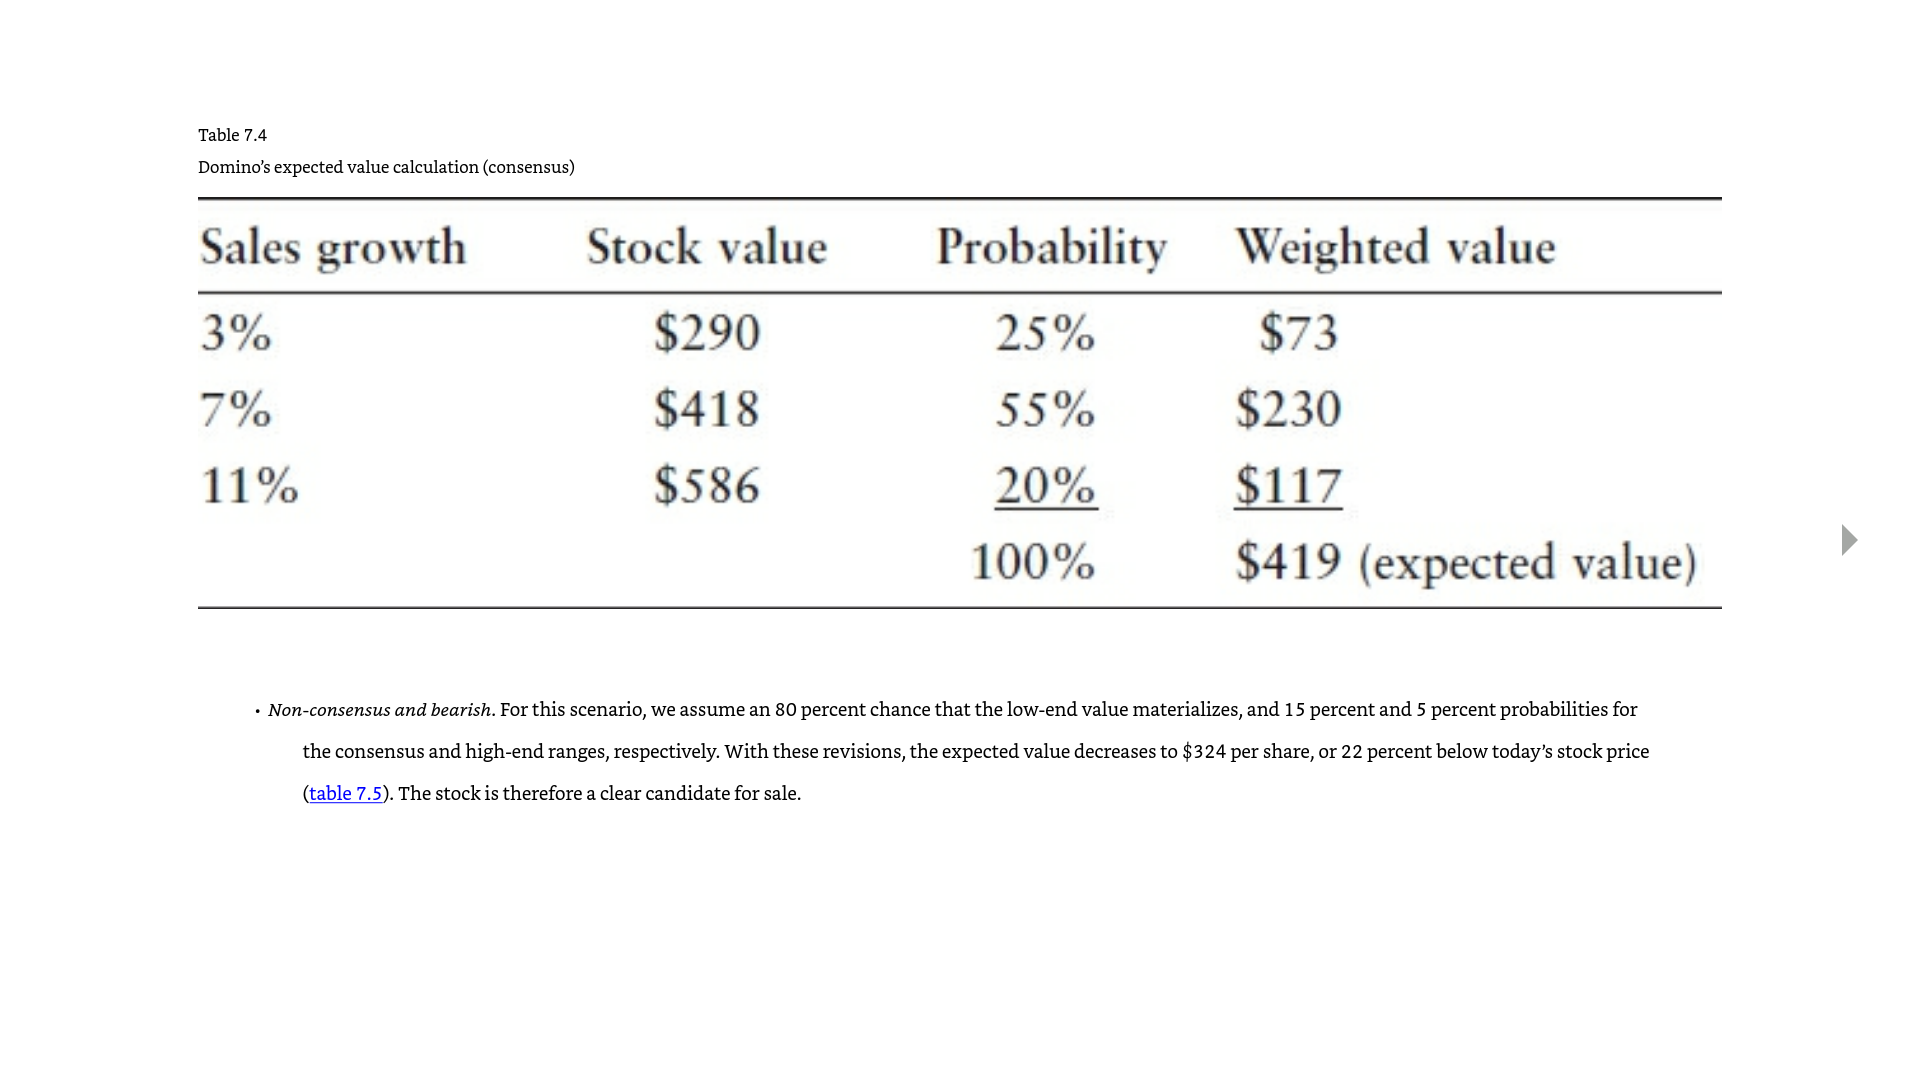 Table 7.4
Domino’s expected value calculation (consensus)
Sales growth Stock value Probability Weighted value
3% $290 25% $73
7% $418 55% $230
11% $586 20% $117
100% $419 (expected value)
• Non-consensus and bearish. For this scenario, we assume an 80 percent chance that the low-end value materializes, and 15 percent and 5 percent probabilities for
the consensus and high-end ranges, respectively. With these revisions, the expected value decreases to $324 per share, or 22 percent below today’s stock price
(table 7.5). The stock is therefore a clear candidate for sale.